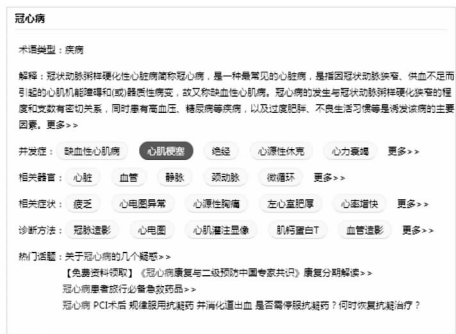 冠心病
术语类型：疾病
解释：冠状动脉粥样硬化性心脏病简称冠心病，是一种最常见的心脏病，是指因冠状动脉狭窄、供血不足而
引起的心肌机能障碍和(或)器质性病变，故又称缺血性心肌病。冠心病的发生与冠状动脉粥样硬化狭窄的程
度和支数有密切关系，同时患有高血压、糖尿病等疾病，以及过度肥胖、不良生活习惯等是诱发该病的主要
因素。更多>>
并发症： 缺血性心肌病 心肌梗塞 绝经 心源性休克 心力衰竭 更多>>
相关器官： 心脏 血管 静脉 颈动脉 微循环 更多>>
相关症状： 疲乏 心电图异常 心源性胸痛 左心室肥厚 心率增快 更多>>
诊断方法： 冠脉造影 心电图 心肌灌注显像 肌钙蛋白T 血管造影 更多>>
热门话题：关于冠心病的几个疑惑>>
【免费资料领取】《冠心病康复与二级预防中国专家共识》康复分期解读>>
冠心病患者旅行必备急救药品>>
冠心病 PCI术后 规律服用抗凝药 并消化道出血 是否需停服抗凝药？何时恢复抗凝治疗？